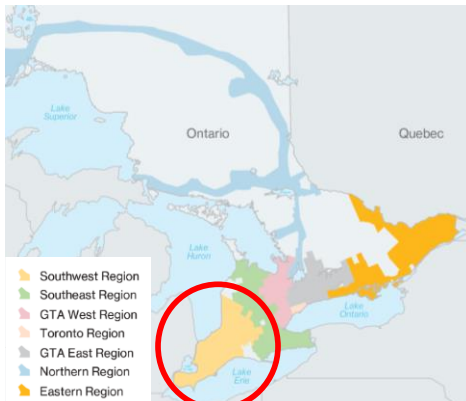 Lake
Superior
Ontario
Quebec
Lake
Huron
Lake
Ontario
Lake
Erie
Southwest Region
Southeast Region
GTA West Region
Toronto Region
GTA East Region
Northern Region
Eastern Region